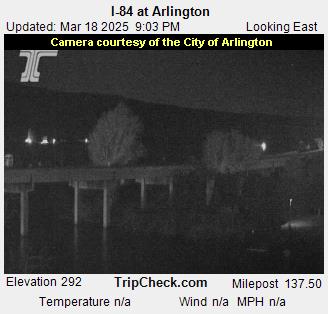 I-84 at Arlington
Updated: Mar 18 2025 9:03 PM Looking East
Camera courtesy of the City of Arlington
Elevation 292 TripCheck.com Milepost 137.50
Temperature n/a Wind n/a MPH n/a